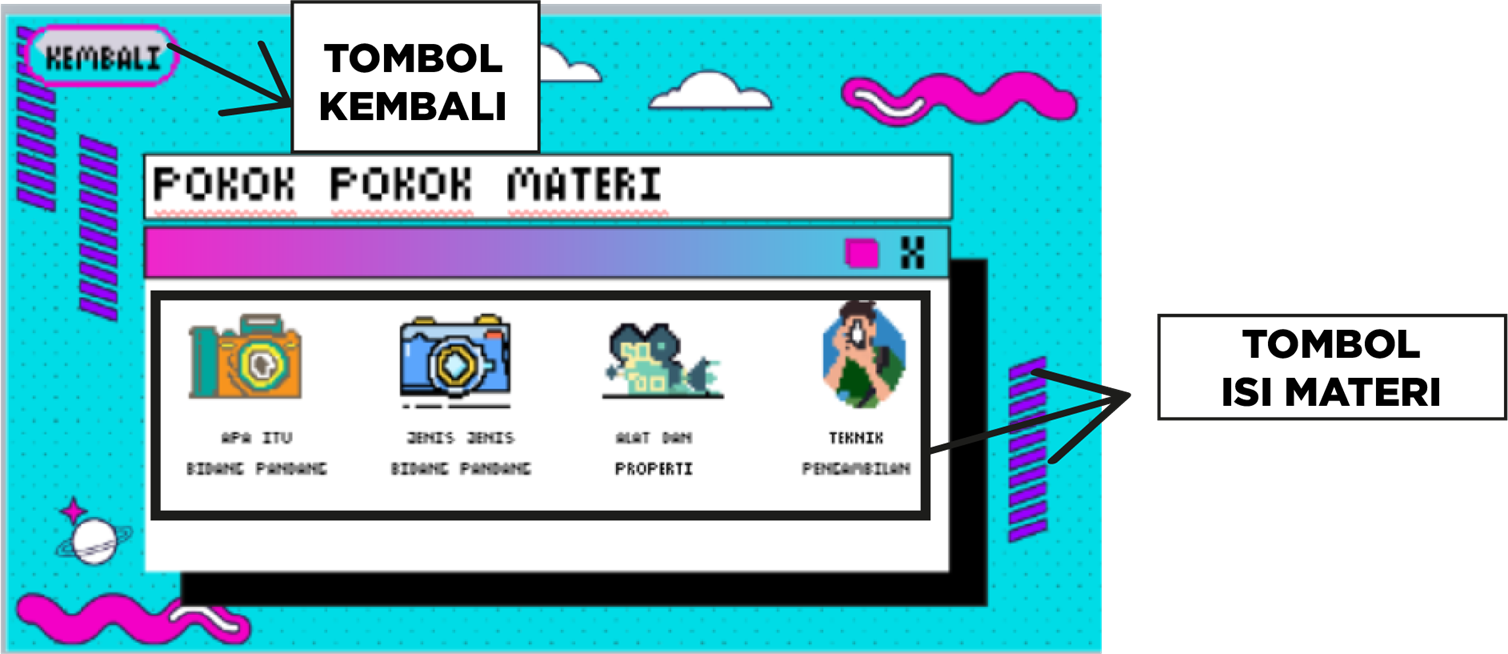 KEMBALI
TOMBOL
KEMBALI
POKOK POKOK MATERI
X
APA ITU
BIDANG PANDANG
JENIS JENIS
BIDANG PANDANG
ALAT DAN
PROPERTI
TEKNIK
PENGAMBILAN
TOMBOL
ISI MATERI